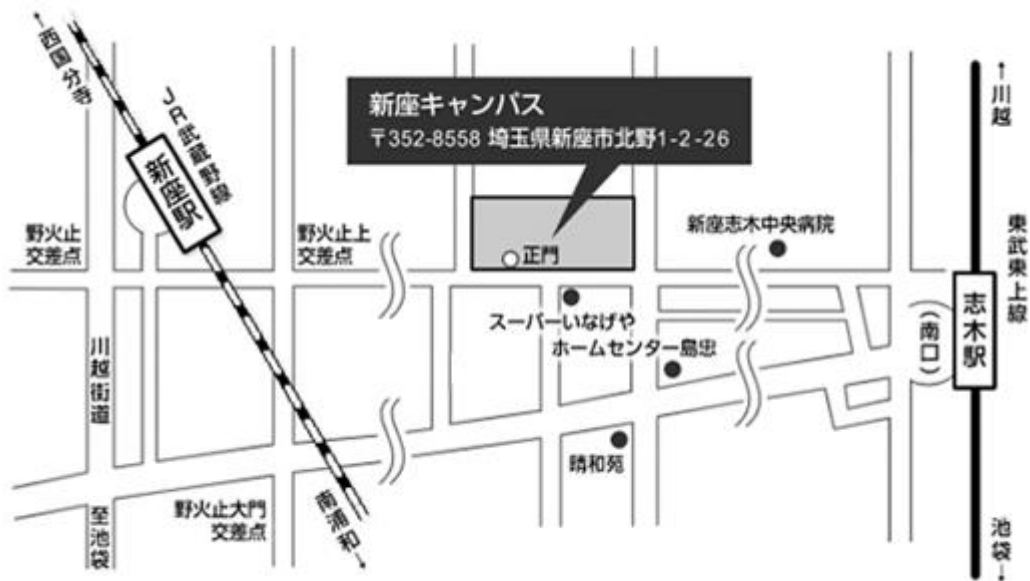 ←西国分寺
JR武蔵野線
新座駅
新座キャンパス
〒352-8558 埼玉県新座市北野1-2-26
←川越
東武東上線
野火止
交差点
野火止上
交差点
正門
新座志木中央病院
スーパーいなげや
ホームセンター島忠
志木駅
(南口)
川越街道
晴和苑
野火止大門
交差点
至池袋
南浦和→
池袋→